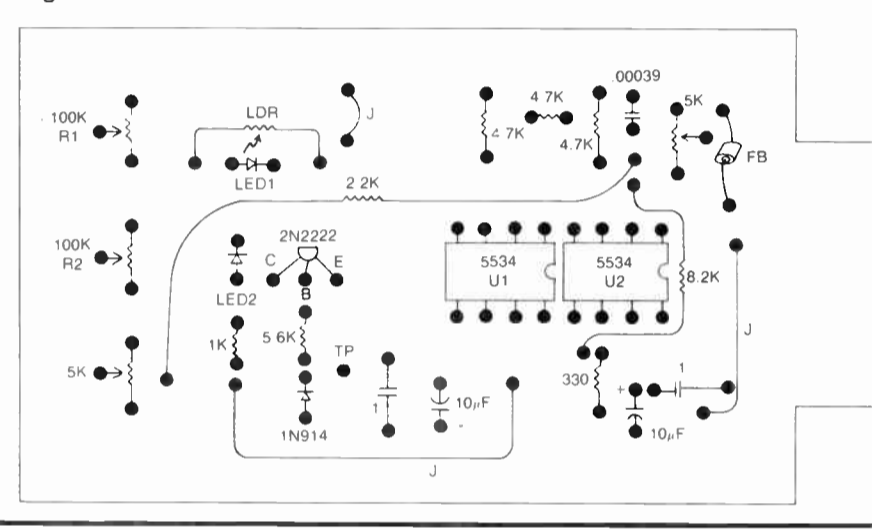 .00039
100K
R1
LDR
J
4.7K
4 7K
4.7K
5K
FB
LED1
2 2K
100K
R2
2N2222
C
E
B
LED2
5534
U1
5534
U2
8.2K
1K
5 6K
TP
J
5K
1
10μF
-
330
+
1
10μF
1N914
J